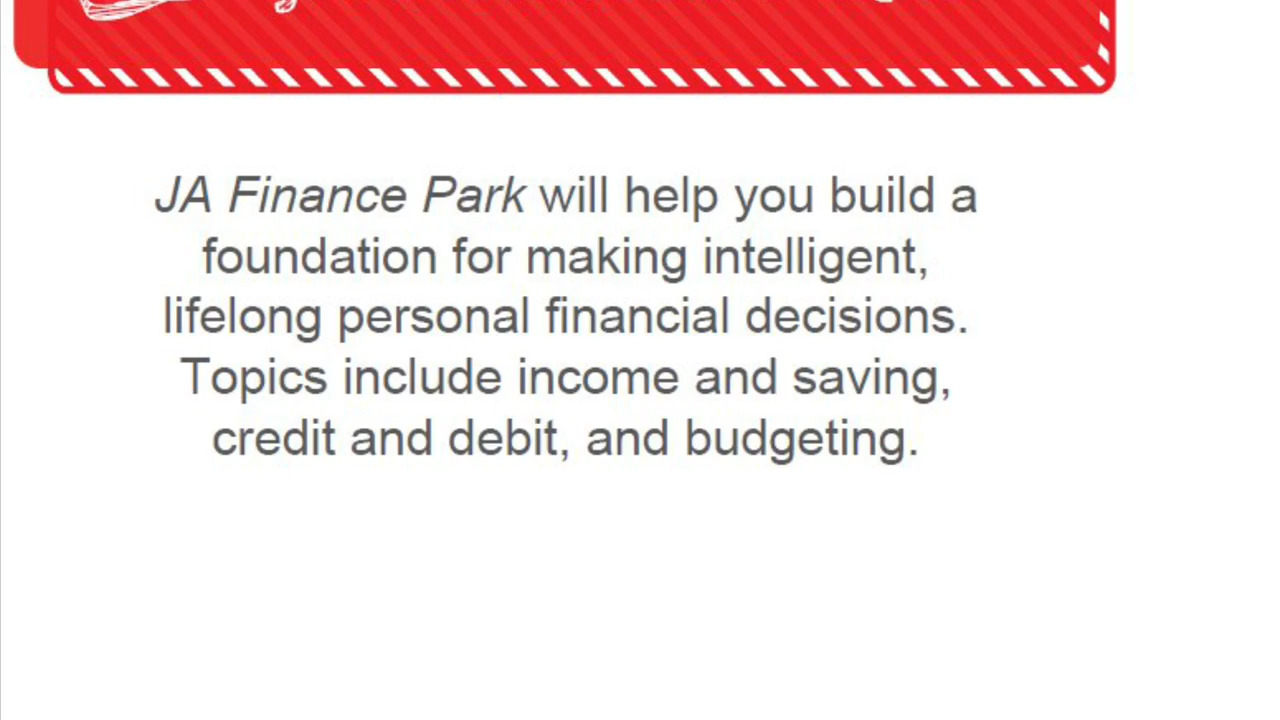 JA Finance Park will help you build a
foundation for making intelligent,
lifelong personal financial decisions.
Topics include income and saving,
credit and debit, and budgeting.